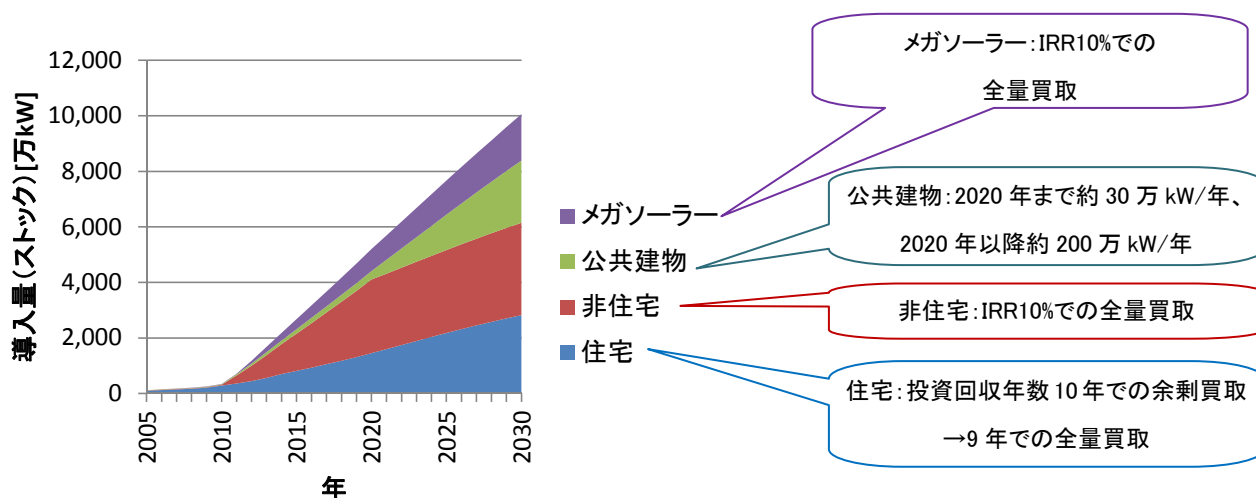 導入量(ストック)[万kW]
12,000
10,000
8,000
6,000
4,000
2,000
0
2005
2010
2015
2020
2025
2030
年
メガソーラー
公共建物
非住宅
住宅
メガソーラー:IRR10%での
全量買取
公共建物:2020 年まで約 30 万 kW/年、
2020 年以降約 200 万 kW/年
非住宅:IRR10%での全量買取
住宅:投資回収年数 10 年での余剰買取
→9 年での全量買取